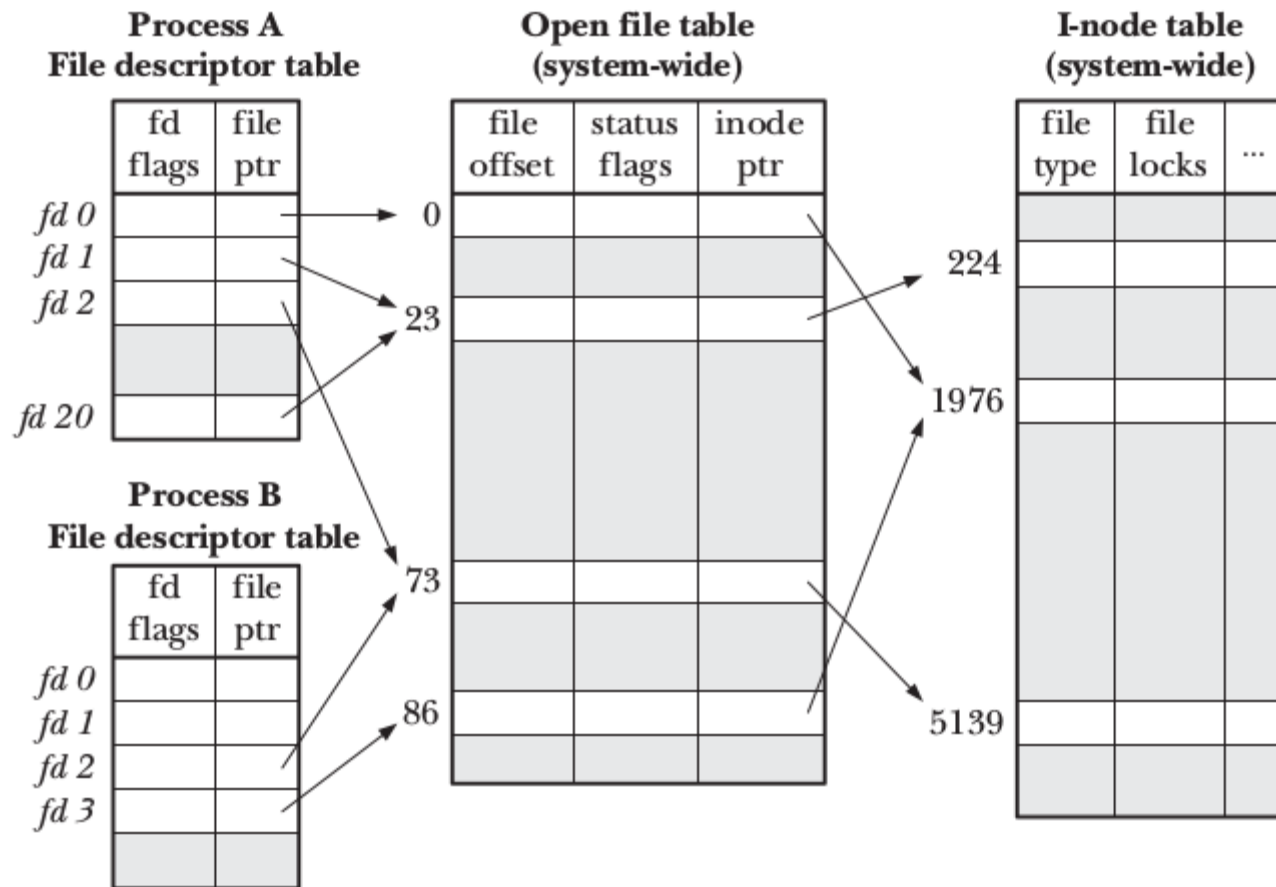 Process A
File descriptor table
fd
flags
file
ptr
fd 0
fd 1
fd 2
fd 20
Process B
File descriptor table
fd
flags
file
ptr
fd 0
fd 1
fd 2
fd 3
Open file table
(system-wide)
file
offset
status
flags
inode
ptr
0
23
73
86
I-node table
(system-wide)
file
type
file
locks
...
224
1976
5139